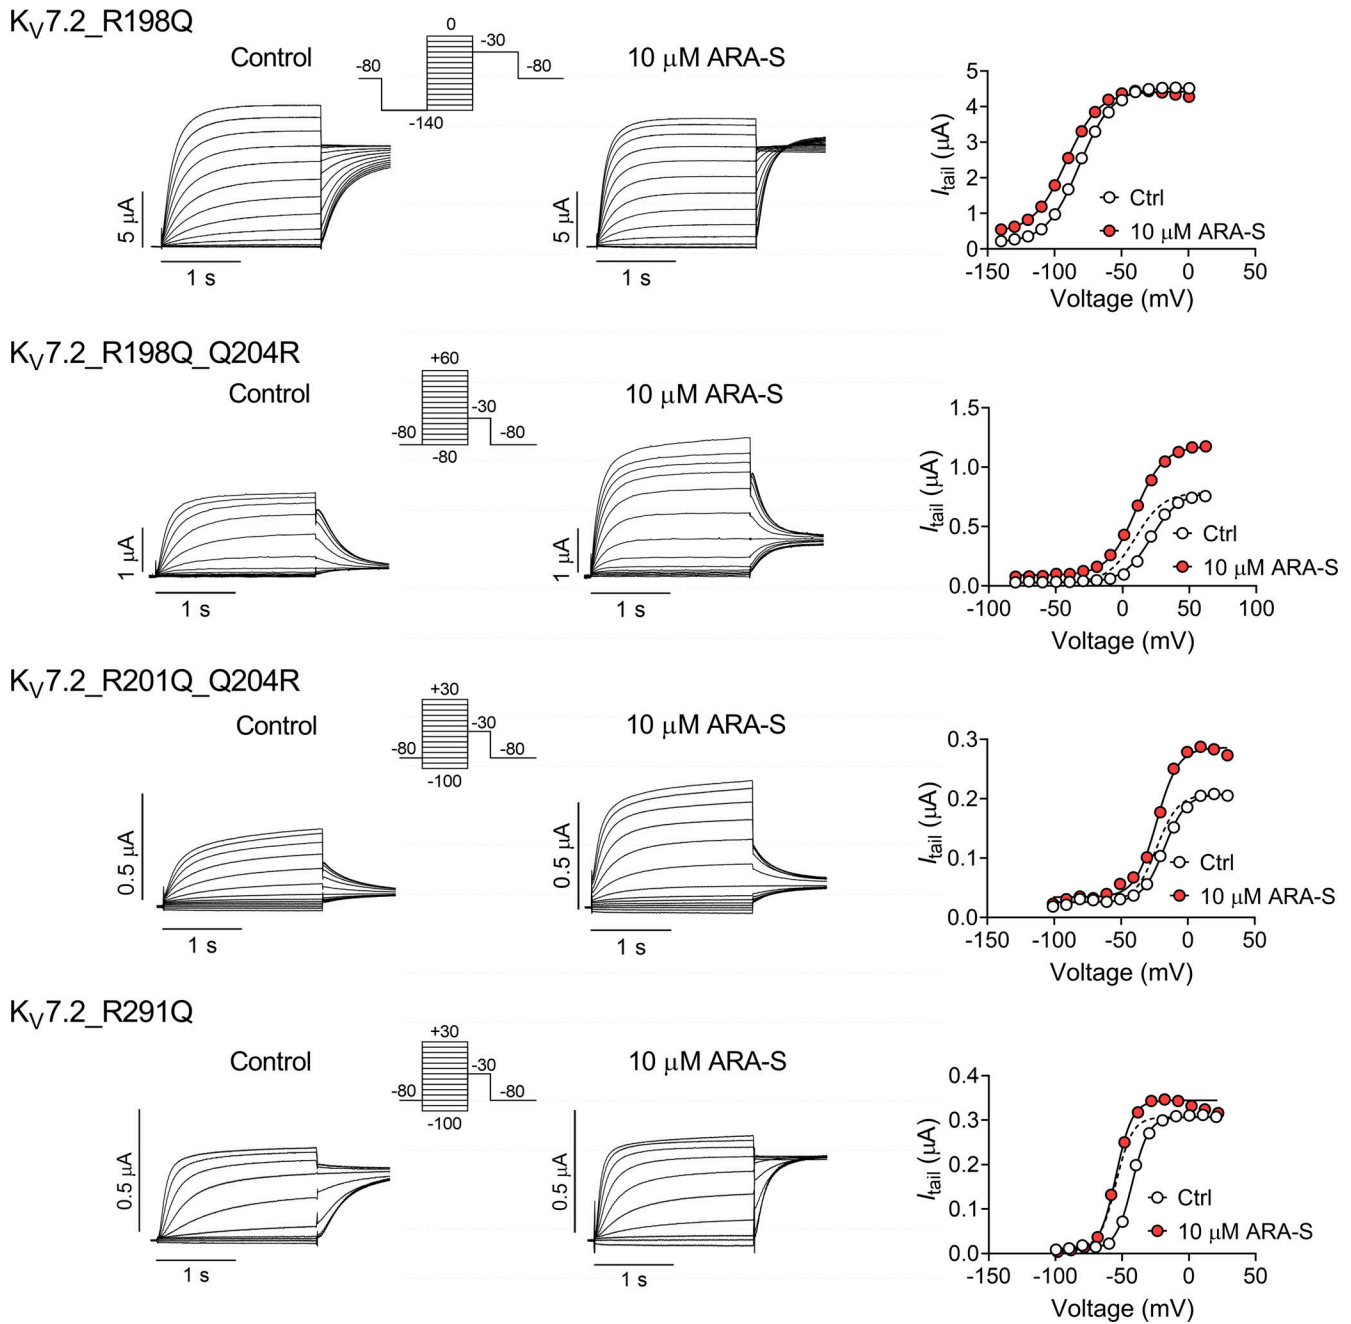 KV7.2_R198Q
Control
-80
-140
0
-30
-80
10 μM ARA-S
5 μA
1 s
5 μA
1 s
Itail (μA)
5
4
3
2
1
0
Ctrl
10 μM ARA-S
-150 -100 -50 0 50
Voltage (mV)
KV7.2_R198Q_Q204R
Control
+60
-80
-30
-80
-80
10 μM ARA-S
1 μA
1 s
1 μA
1 s
Itail (μA)
1.5
1.0
0.5
0.0
Ctrl
10 μM ARA-S
-100 -50 0 50 100
Voltage (mV)
KV7.2_R201Q_Q204R
Control
+30
-80
-30
-80
-100
10 μM ARA-S
0.5 μA
1 s
0.5 μA
1 s
Itail (μA)
0.3
0.2
0.1
0.0
Ctrl
10 μM ARA-S
-150 -100 -50 0 50
Voltage (mV)
KV7.2_R291Q
Control
+30
-80
-30
-80
-100
10 μM ARA-S
0.5 μA
1 s
0.5 μA
1 s
Itail (μA)
0.4
0.3
0.2
0.1
0.0
Ctrl
10 μM ARA-S
-150 -100 -50 0 50
Voltage (mV)